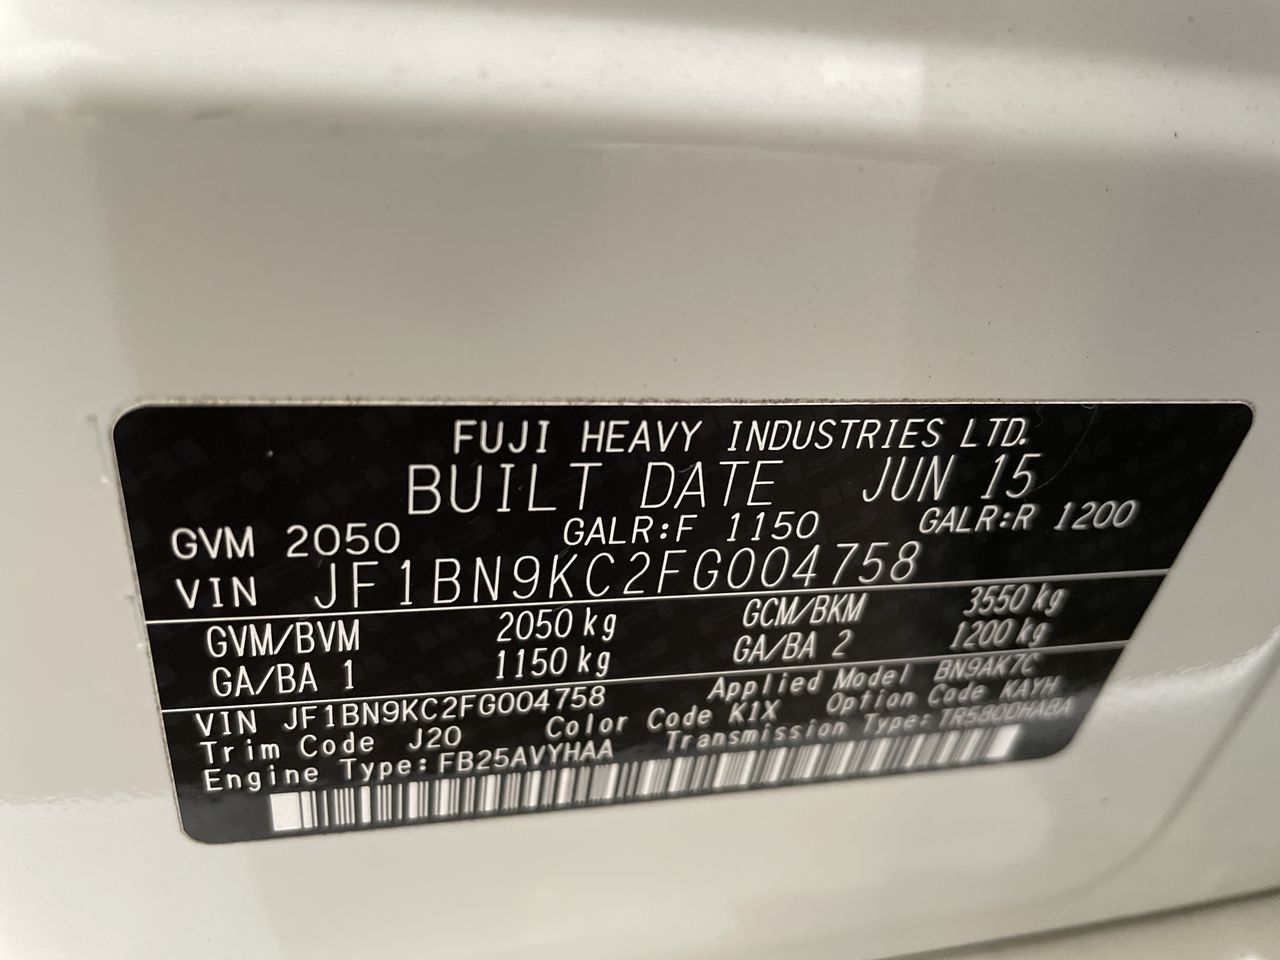 FUJI HEAVY INDUSTRIES LTD.
BUILT DATE JUN 15
GVM 2050 GALR:F 1150 GALR:R 1200
VIN JF1BN9KC2FG004758
GVM/BVM 2050 kg GCM/BKM 3550 kg
GA/BA 1 1150 kg GA/BA 2 1200 kg
VIN JF1BN9KC2FG004758 Applied Model BN9AK7C
Trim Code J20 Color Code K1X Option Code KAYH
Engine Type: FB25AVYHAA Transmission Type: TR580DHABA